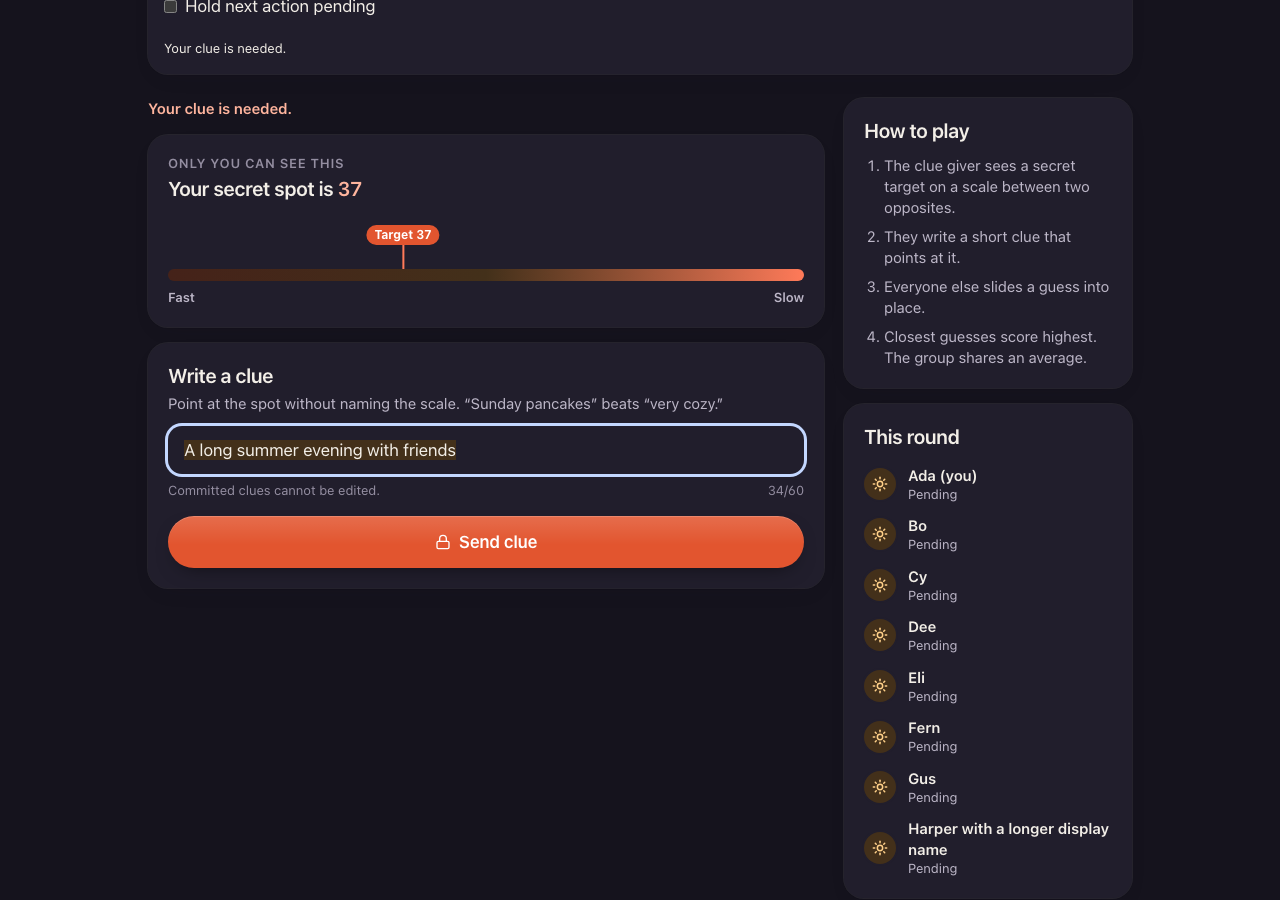 Hold next action pending
Your clue is needed.
Your clue is needed.
ONLY YOU CAN SEE THIS
Your secret spot is 37
Target 37
Fast
Slow
Write a clue
Point at the spot without naming the scale. “Sunday pancakes” beats “very cozy.”
A long summer evening with friends
Committed clues cannot be edited.
34/60
Send clue
How to play
1. The clue giver sees a secret
target on a scale between two
opposites.
2. They write a short clue that
points at it.
3. Everyone else slides a guess into
place.
4. Closest guesses score highest.
The group shares an average.
This round
Ada (you)
Pending
Bo
Pending
Cy
Pending
Dee
Pending
Eli
Pending
Fern
Pending
Gus
Pending
Harper with a longer display
name
Pending